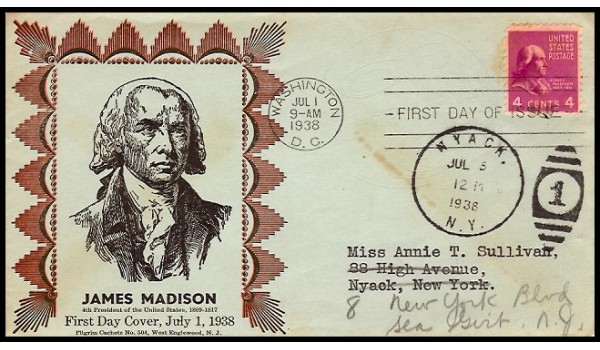 UNITED
STATES
POSTAGE
JAMES
MADISON
4 CENTS 4
WASHINGTON
JUL 1
9-AM
1938
D.C.
FIRST DAY OF ISSUE
NYACK.
JUL 5
12 M
1938
N.Y.
1
Miss Annie T. Sullivan,
88 High Avenue,
Nyack, New York.
8 New York Blvd
Sea Girt, N.J.
JAMES MADISON
4th President of the United States, 1809-1817
First Day Cover, July 1, 1938
Pilgrim Cachets No. 504, West Englewood, N. J.